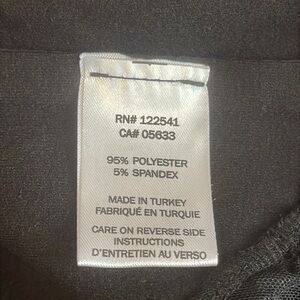 RN# 122541
CA# 05633
95% POLYESTER
5% SPANDEX
MADE IN TURKEY
FABRIQUÉ EN TURQUIE
CARE ON REVERSE SIDE
INSTRUCTIONS
D'ENTRETIEN AU VERSO